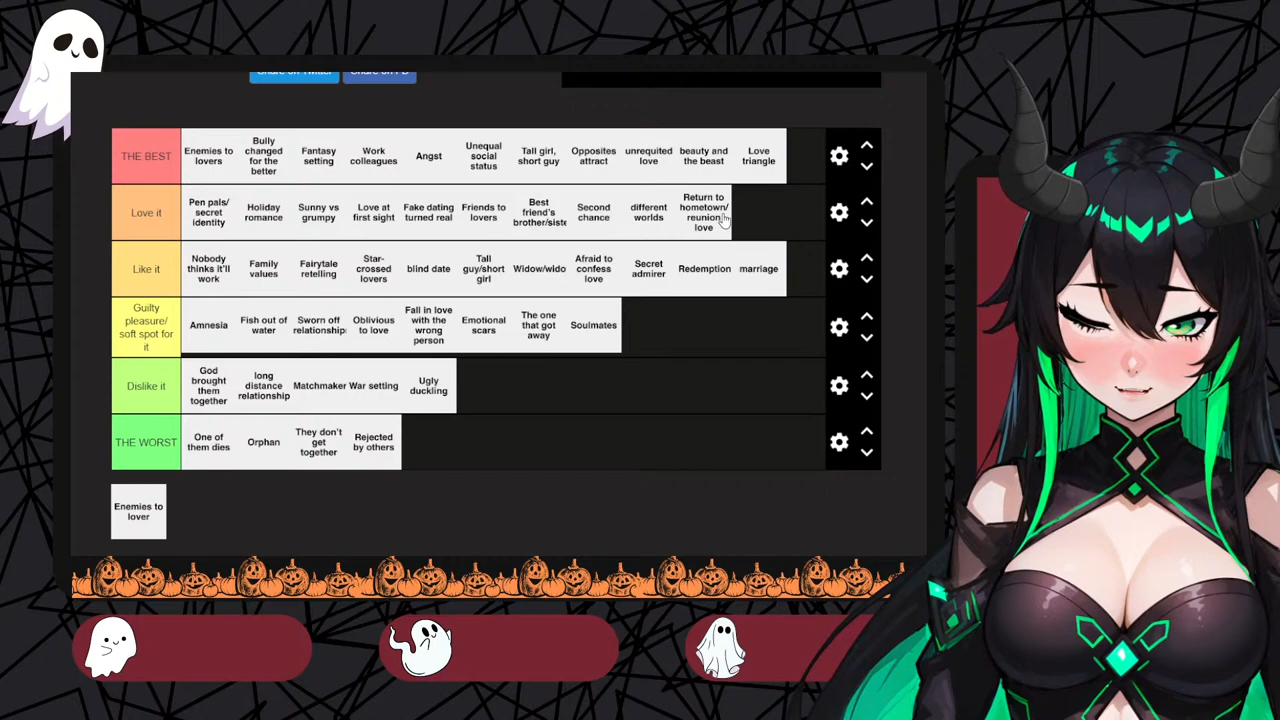 Share on Twitter Share on FB
THE BEST
Enemies to
lovers
Bully
changed
for the
better
Fantasy
setting
Work
colleagues
Angst
Unequal
social
status
Tall girl,
short guy
Opposites
attract
unrequited
love
beauty and
the beast
Love
triangle
Love it
Pen pals/
secret
identity
Holiday
romance
Sunny vs
grumpy
Love at
first sight
Fake dating
turned real
Friends to
lovers
Best
friend's
brother/siste
Second
chance
different
worlds
Return to
hometown/
reunion
love
Like it
Nobody
thinks it'll
work
Family
values
Fairytale
retelling
Star-
crossed
lovers
blind date
Tall
guy/short
girl
Widow/wido
Afraid to
confess
love
Secret
admirer
Redemption
marriage
Guilty
pleasure/
soft spot for
it
Amnesia
Fish out of
water
Sworn off
relationship
Oblivious
to love
Fall in love
with the
wrong
person
Emotional
scars
The one
that got
away
Soulmates
Dislike it
God
brought
them
together
long
distance
relationship
Matchmaker
War setting
Ugly
duckling
THE WORST
One of
them dies
Orphan
They don't
get
together
Rejected
by others
Enemies to
lover